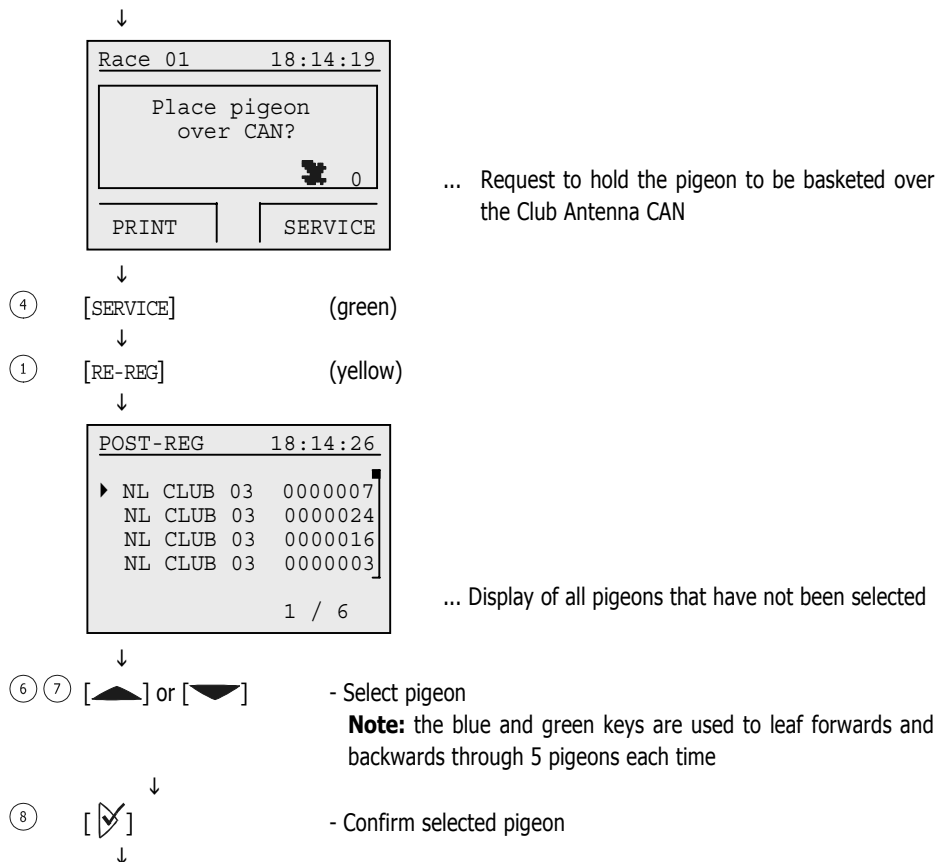 ↓
Race 01 18:14:19
Place pigeon
over CAN?
0
PRINT SERVICE
... Request to hold the pigeon to be basketed over
the Club Antenna CAN
↓
4 [SERVICE] (green)
↓
1 [RE-REG] (yellow)
↓
POST-REG 18:14:26
NL CLUB 03 0000007
NL CLUB 03 0000024
NL CLUB 03 0000016
NL CLUB 03 0000003
1 / 6
... Display of all pigeons that have not been selected
↓
6 7 [▲] or [▼] - Select pigeon
Note: the blue and green keys are used to leaf forwards and
backwards through 5 pigeons each time
↓
8 [✓] - Confirm selected pigeon
↓